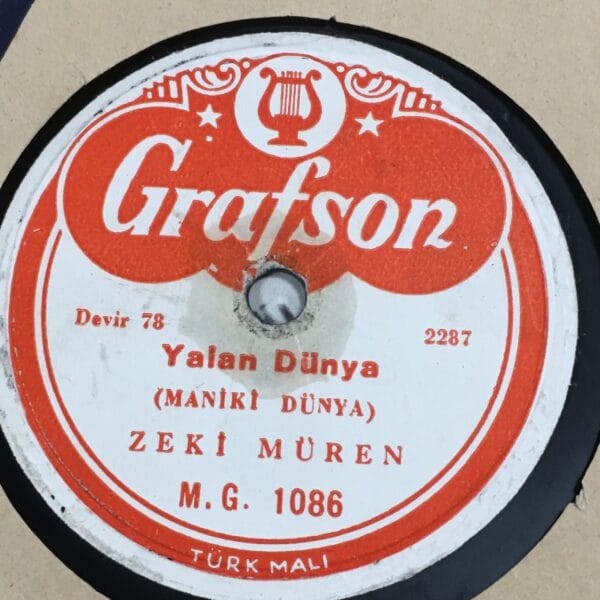 Grafson
Devir 78
2287
Yalan Dünya
(MANİKİ DÜNYA)
ZEKİ MÜREN
M.G. 1086
TÜRK MALI